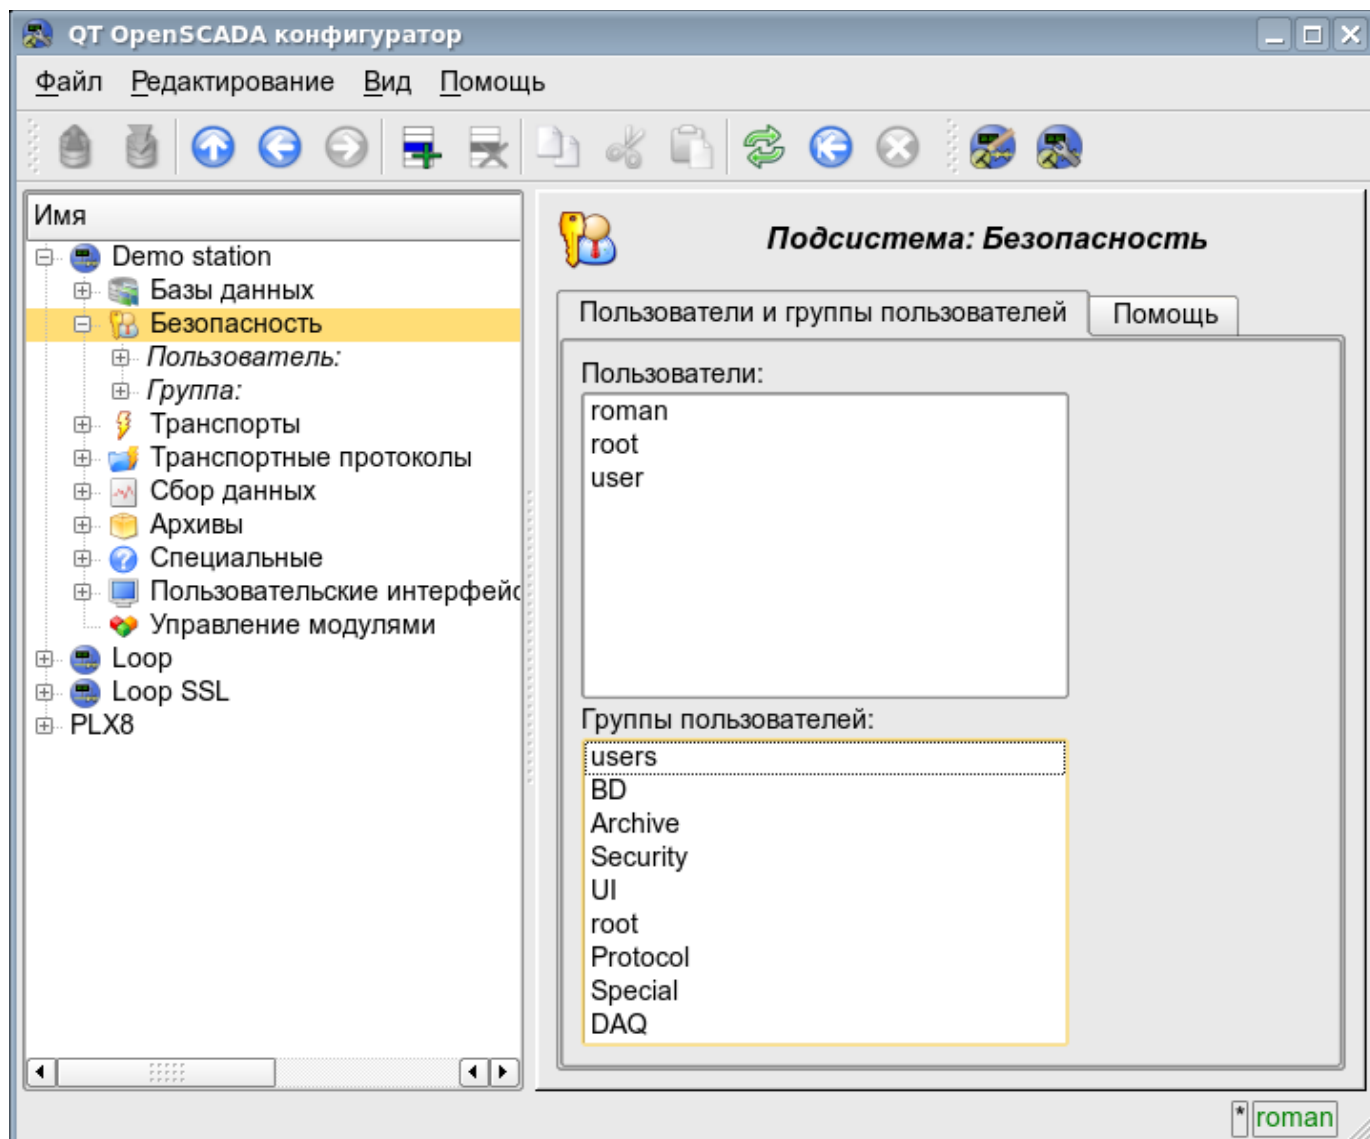 QT OpenSCADA конфигуратор
Файл Редактирование Вид Помощь
Имя
Demo station
Базы данных
Безопасность
Пользователь:
Группа:
Транспорты
Транспортные протоколы
Сбор данных
Архивы
Специальные
Пользовательские интерфейс
Управление модулями
Loop
Loop SSL
PLX8
Подсистема: Безопасность
Пользователи и группы пользователей Помощь
Пользователи:
roman
root
user
Группы пользователей:
users
BD
Archive
Security
UI
root
Protocol
Special
DAQ
* roman